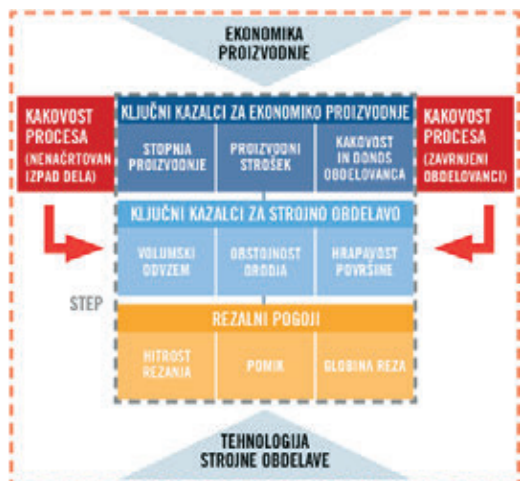 EKONOMIKA
PROIZVODNJE
KAKOVOST
PROCESA
(NENAČRTOVAN
IZPAD DELA)
KLJUČNI KAZALCI ZA EKONOMIKO PROIZVODNJE
STOPNJA
PROIZVODNJE
PROIZVODNI
STROŠEK
KAKOVOST
IN DONOS
OBDELOVANCA
KAKOVOST
PROCESA
(ZAVRNJENI
OBDELOVANCI)
KLJUČNI KAZALCI ZA STROJNO OBDELAVO
VOLUMSKI
ODVZEM
OBSTOJNOST
ORODJA
HRAPAVOST
POVRŠINE
STEP
REZALNI POGOJI
HITROST
REZANJA
POMIK
GLOBINA REZA
TEHNOLOGIJA
STROJNE OBDELAVE